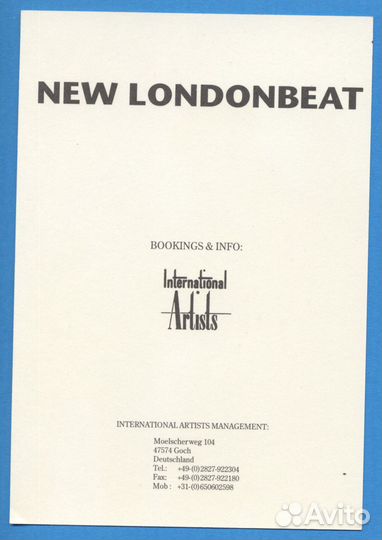 NEW LONDONBEAT
BOOKINGS & INFO:
International
Artists
INTERNATIONAL ARTISTS MANAGEMENT:
Moelscherweg 104
47574 Goch
Deutschland
Tel.: +49-(0)2827-922304
Fax: +49-(0)2827-922180
Mob : +31-(0)650602598
Avito